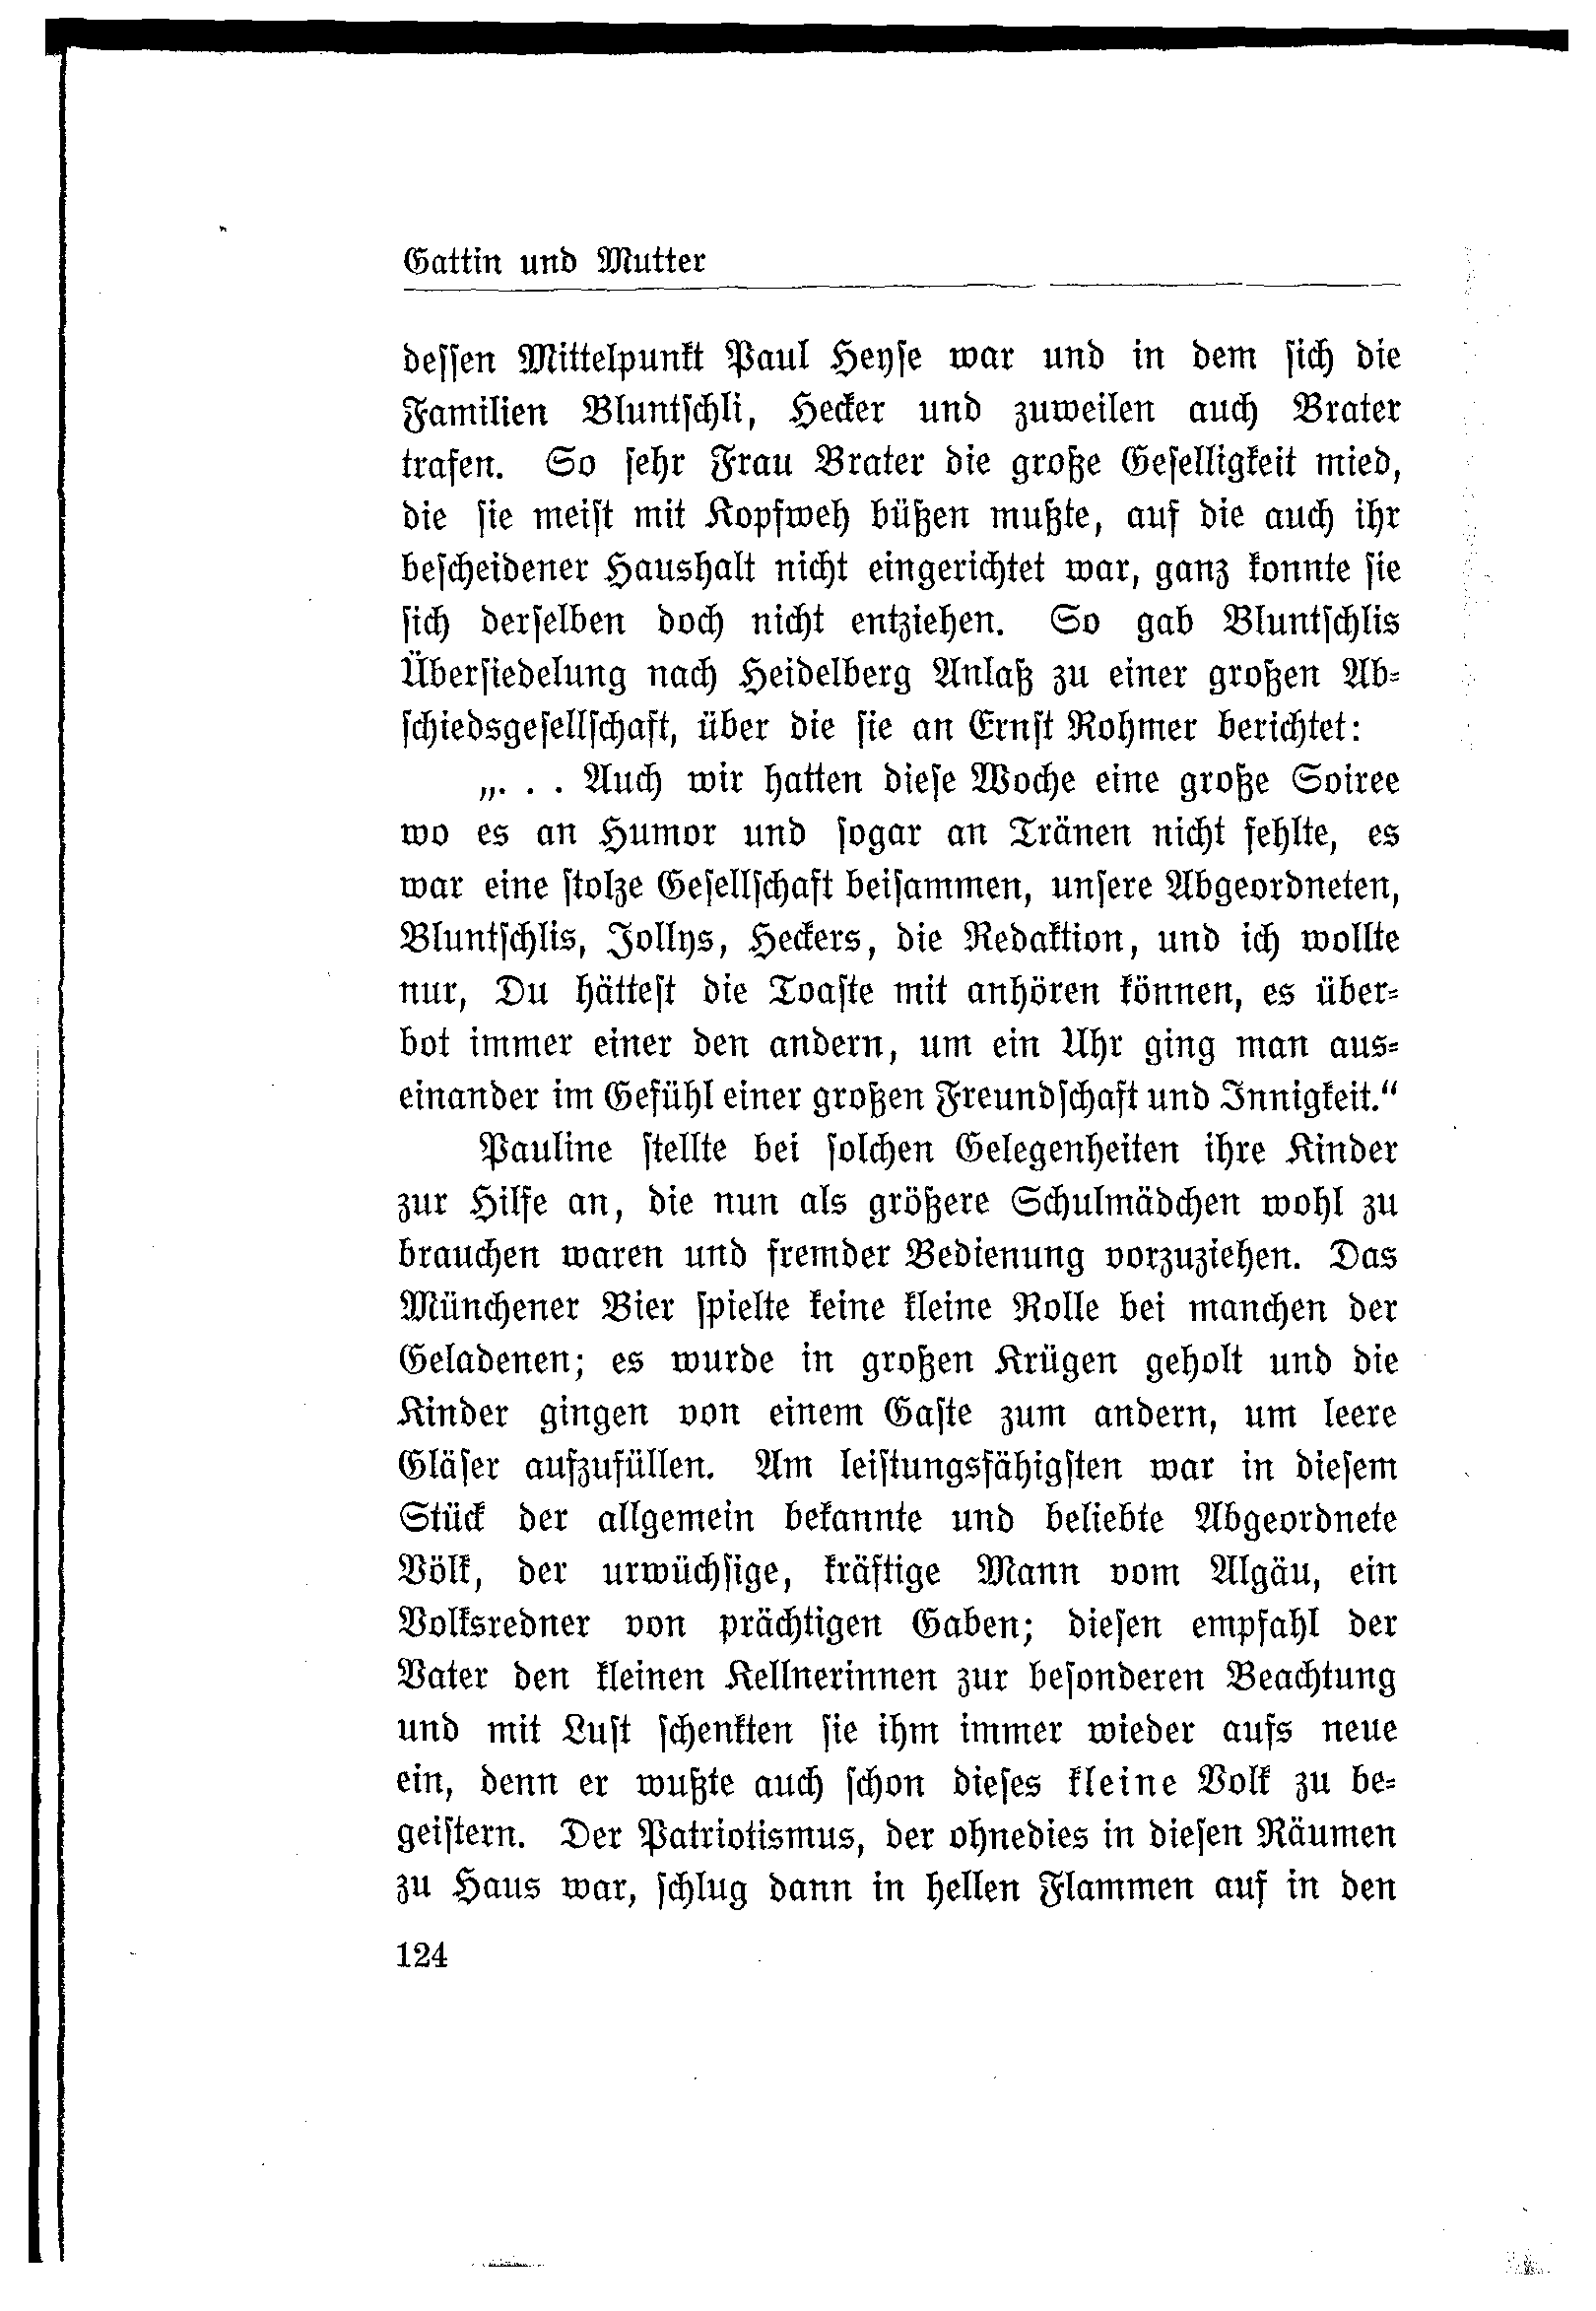 Gattin und Mutter
dessen Mittelpunkt Paul Heyse war und in dem sich die
Familien Bluntschli, Hecker und zuweilen auch Brater
trafen. So sehr Frau Brater die große Geselligkeit mied,
die sie meist mit Kopfweh büßen mußte, auf die auch ihr
bescheidener Haushalt nicht eingerichtet war, ganz konnte sie
sich derselben doch nicht entziehen. So gab Bluntschlis
Übersiedelung nach Heidelberg Anlaß zu einer großen Ab-
schiedsgesellschaft, über die sie an Ernst Rohmer berichtet:
„. . . Auch wir hatten diese Woche eine große Soiree
wo es an Humor und sogar an Tränen nicht fehlte, es
war eine stolze Gesellschaft beisammen, unsere Abgeordneten,
Bluntschlis, Jollys, Heckers, die Redaktion, und ich wollte
nur, Du hättest die Toaste mit anhören können, es über-
bot immer einer den andern, um ein Uhr ging man aus-
einander im Gefühl einer großen Freundschaft und Innigkeit.“
Pauline stellte bei solchen Gelegenheiten ihre Kinder
zur Hilfe an, die nun als größere Schulmädchen wohl zu
brauchen waren und fremder Bedienung vorzuziehen. Das
Münchener Bier spielte keine kleine Rolle bei manchen der
Geladenen; es wurde in großen Krügen geholt und die
Kinder gingen von einem Gaste zum andern, um leere
Gläser aufzufüllen. Am leistungsfähigsten war in diesem
Stück der allgemein bekannte und beliebte Abgeordnete
Völk, der urwüchsige, kräftige Mann vom Algäu, ein
Volksredner von prächtigen Gaben; diesen empfahl der
Vater den kleinen Kellnerinnen zur besonderen Beachtung
und mit Lust schenkten sie ihm immer wieder aufs neue
ein, denn er wußte auch schon dieses kleine Volk zu be-
geistern. Der Patriotismus, der ohnedies in diesen Räumen
zu Haus war, schlug dann in hellen Flammen auf in den
124